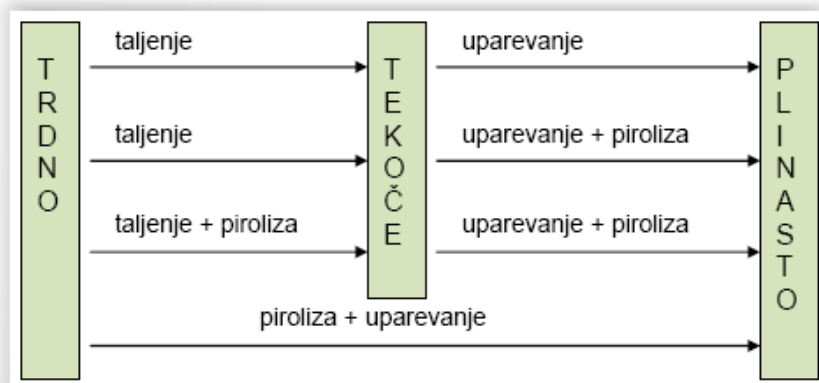 TRDNO
taljenje
TEKOČE
uparevanje
PLINASTO
taljenje
uparevanje + piroliza
taljenje + piroliza
uparevanje + piroliza
piroliza + uparevanje